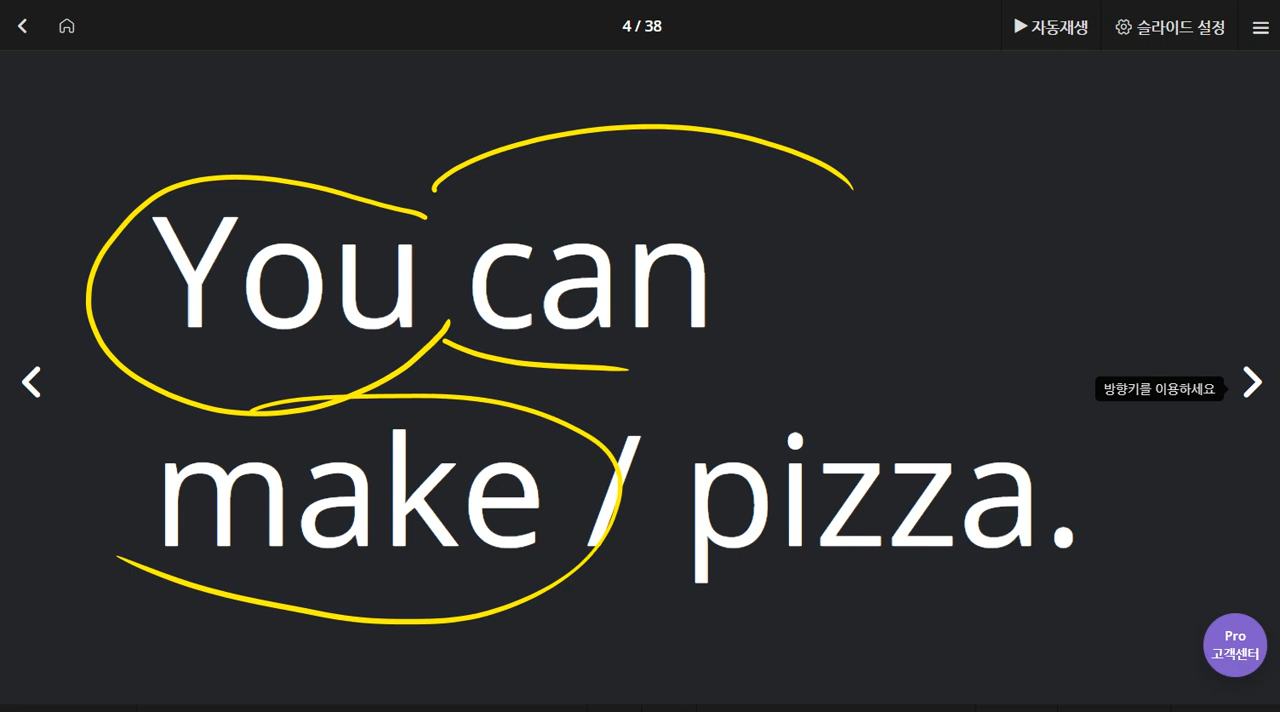 4 / 38
▶ 자동재생
슬라이드 설정
You can
방향키를 이용하세요
make / pizza.
Pro
고객센터